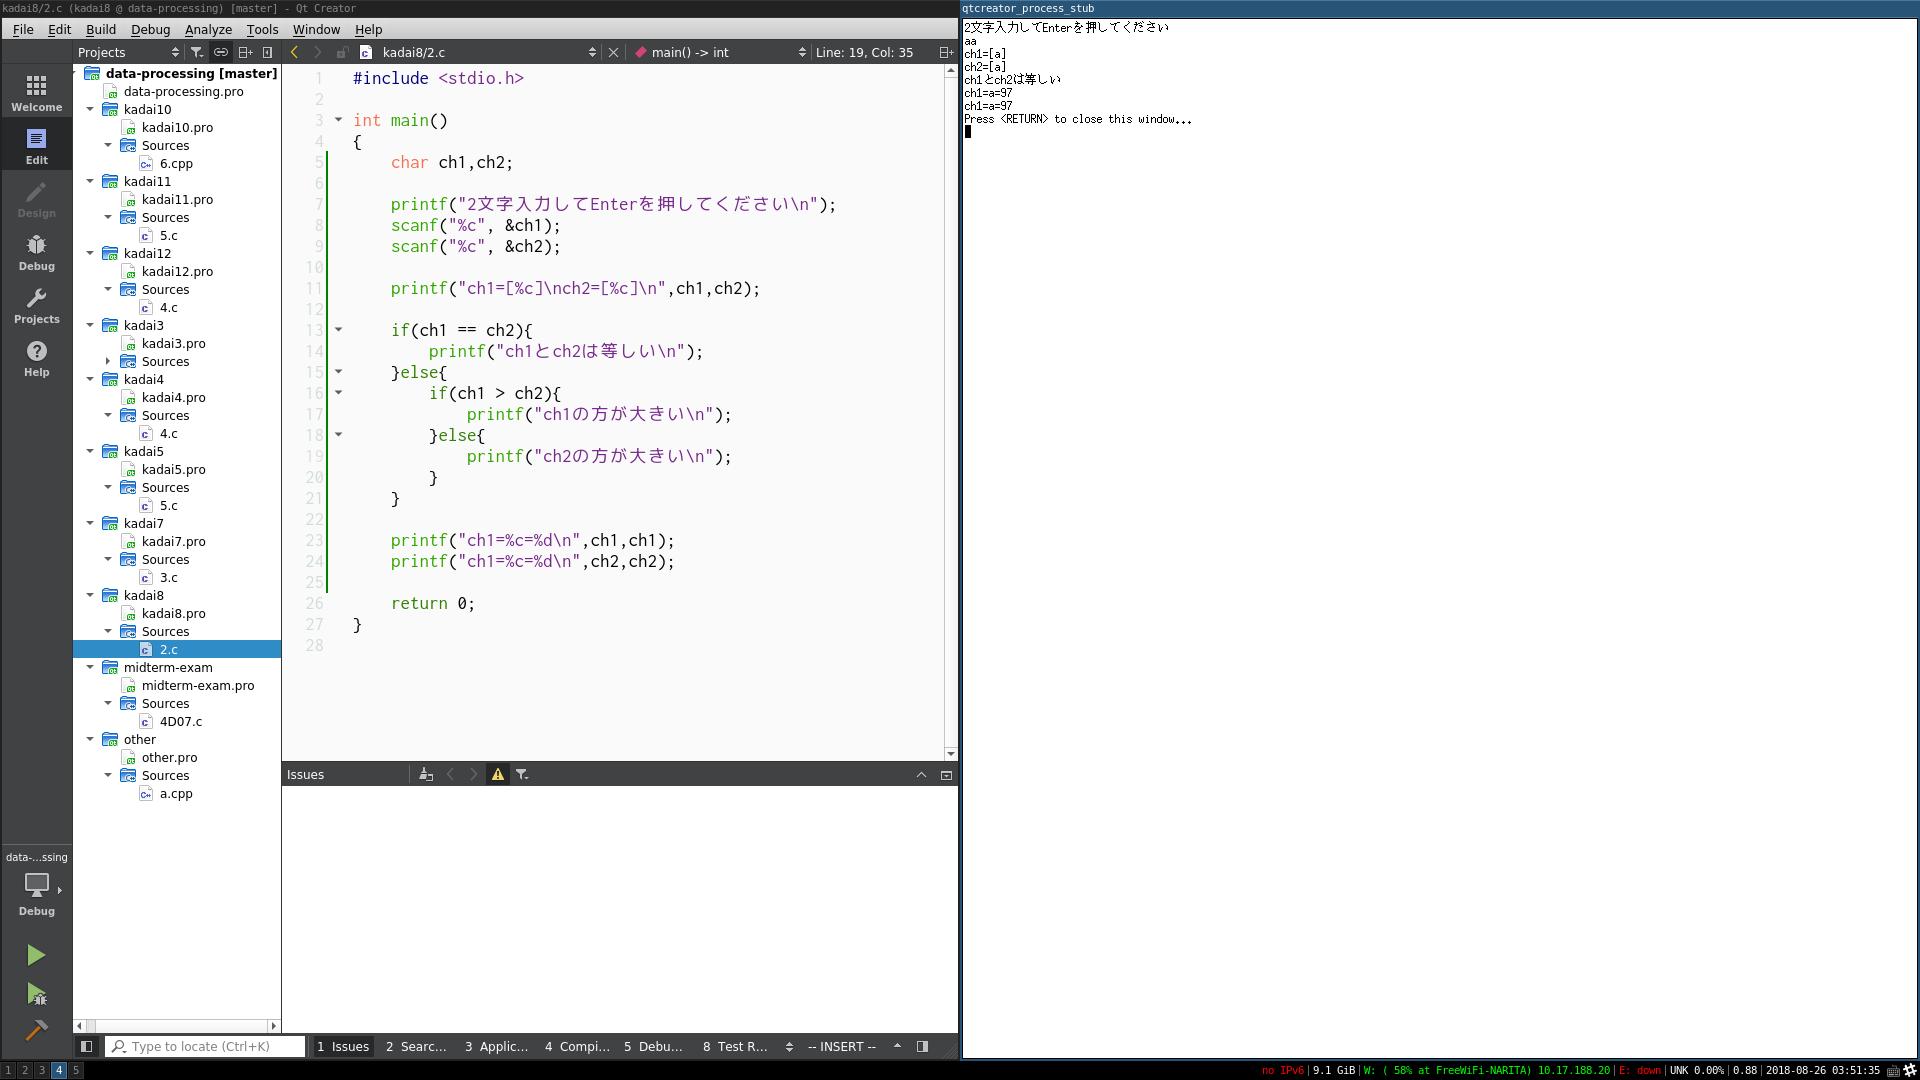 kadai8/2.c (kadai8 @ data-processing) [master] - Qt Creator
File Edit Build Debug Analyze Tools Window Help
Projects
kadai8/2.c
main() -> int
Line: 19, Col: 35
Welcome
Edit
Design
Debug
Projects
Help
data-processing [master]
data-processing.pro
kadai10
kadai10.pro
Sources
6.cpp
kadai11
kadai11.pro
Sources
5.c
kadai12
kadai12.pro
Sources
4.c
kadai3
kadai3.pro
Sources
kadai4
kadai4.pro
Sources
4.c
kadai5
kadai5.pro
Sources
5.c
kadai7
kadai7.pro
Sources
3.c
kadai8
kadai8.pro
Sources
2.c
midterm-exam
midterm-exam.pro
Sources
4D07.c
other
other.pro
Sources
a.cpp
data-...ssing
Debug
1 #include <stdio.h>
2
3 int main()
4 {
5 char ch1,ch2;
6
7 printf("2文字入力してEnterを押してください\n");
8 scanf("%c", &ch1);
9 scanf("%c", &ch2);
10
11 printf("ch1=[%c]\nch2=[%c]\n",ch1,ch2);
12
13 if(ch1 == ch2){
14 printf("ch1とch2は等しい\n");
15 }else{
16 if(ch1 > ch2){
17 printf("ch1の方が大きい\n");
18 }else{
19 printf("ch2の方が大きい\n");
20 }
21 }
22
23 printf("ch1=%c=%d\n",ch1,ch1);
24 printf("ch1=%c=%d\n",ch2,ch2);
25
26 return 0;
27 }
28
Issues
Type to locate (Ctrl+K)
1 Issues 2 Searc... 3 Applic... 4 Compi... 5 Debu... 8 Test R... -- INSERT --
qtcreator_process_stub
2文字入力してEnterを押してください
aa
ch1=[a]
ch2=[a]
ch1とch2は等しい
ch1=a=97
ch1=a=97
Press <RETURN> to close this window...
1 2 3 4 5
no IPv6 | 9.1 GiB | W: ( 58% at FreeWiFi-NARITA) 10.17.188.20 | E: down | UNK 0.00% | 0.88 | 2018-08-26 03:51:35